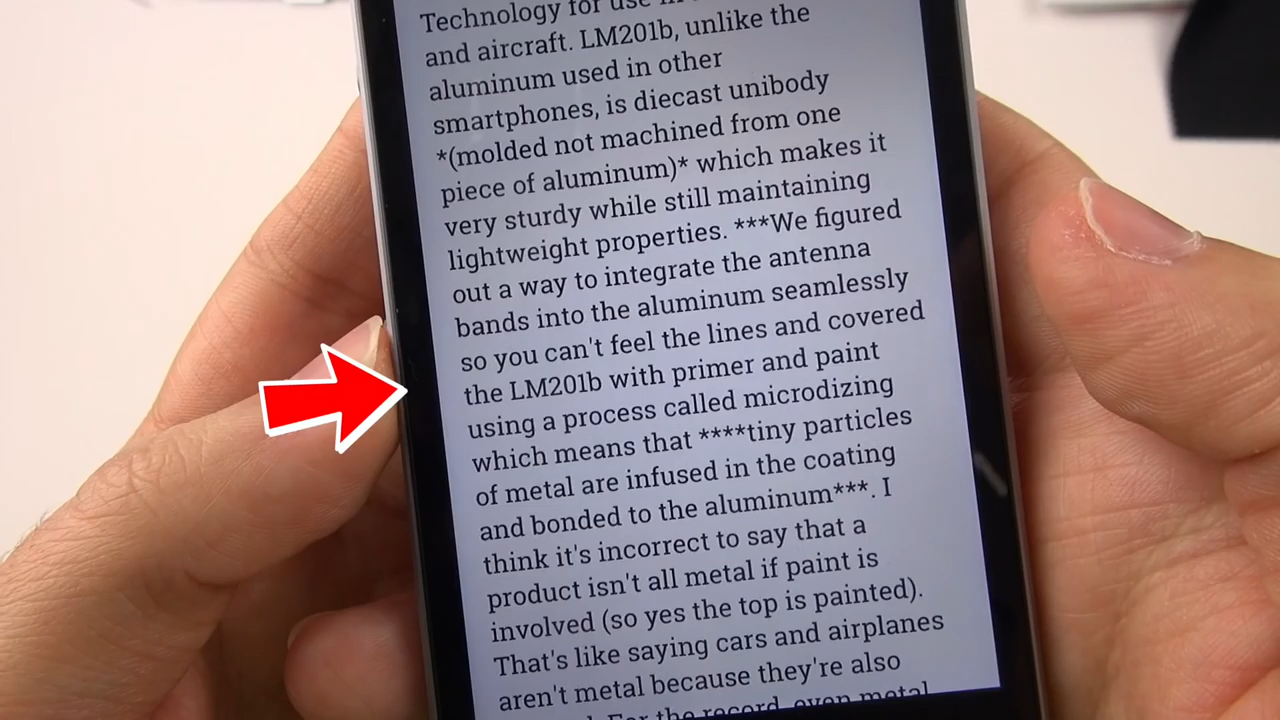 Technology for use in
and aircraft. LM201b, unlike the
aluminum used in other
smartphones, is diecast unibody
*(molded not machined from one
piece of aluminum)* which makes it
very sturdy while still maintaining
lightweight properties. ***We figured
out a way to integrate the antenna
bands into the aluminum seamlessly
so you can't feel the lines and covered
the LM201b with primer and paint
using a process called microdizing
which means that ****tiny particles
of metal are infused in the coating
and bonded to the aluminum***. I
think it's incorrect to say that a
product isn't all metal if paint is
involved (so yes the top is painted).
That's like saying cars and airplanes
aren't metal because they're also
For the record, even metal